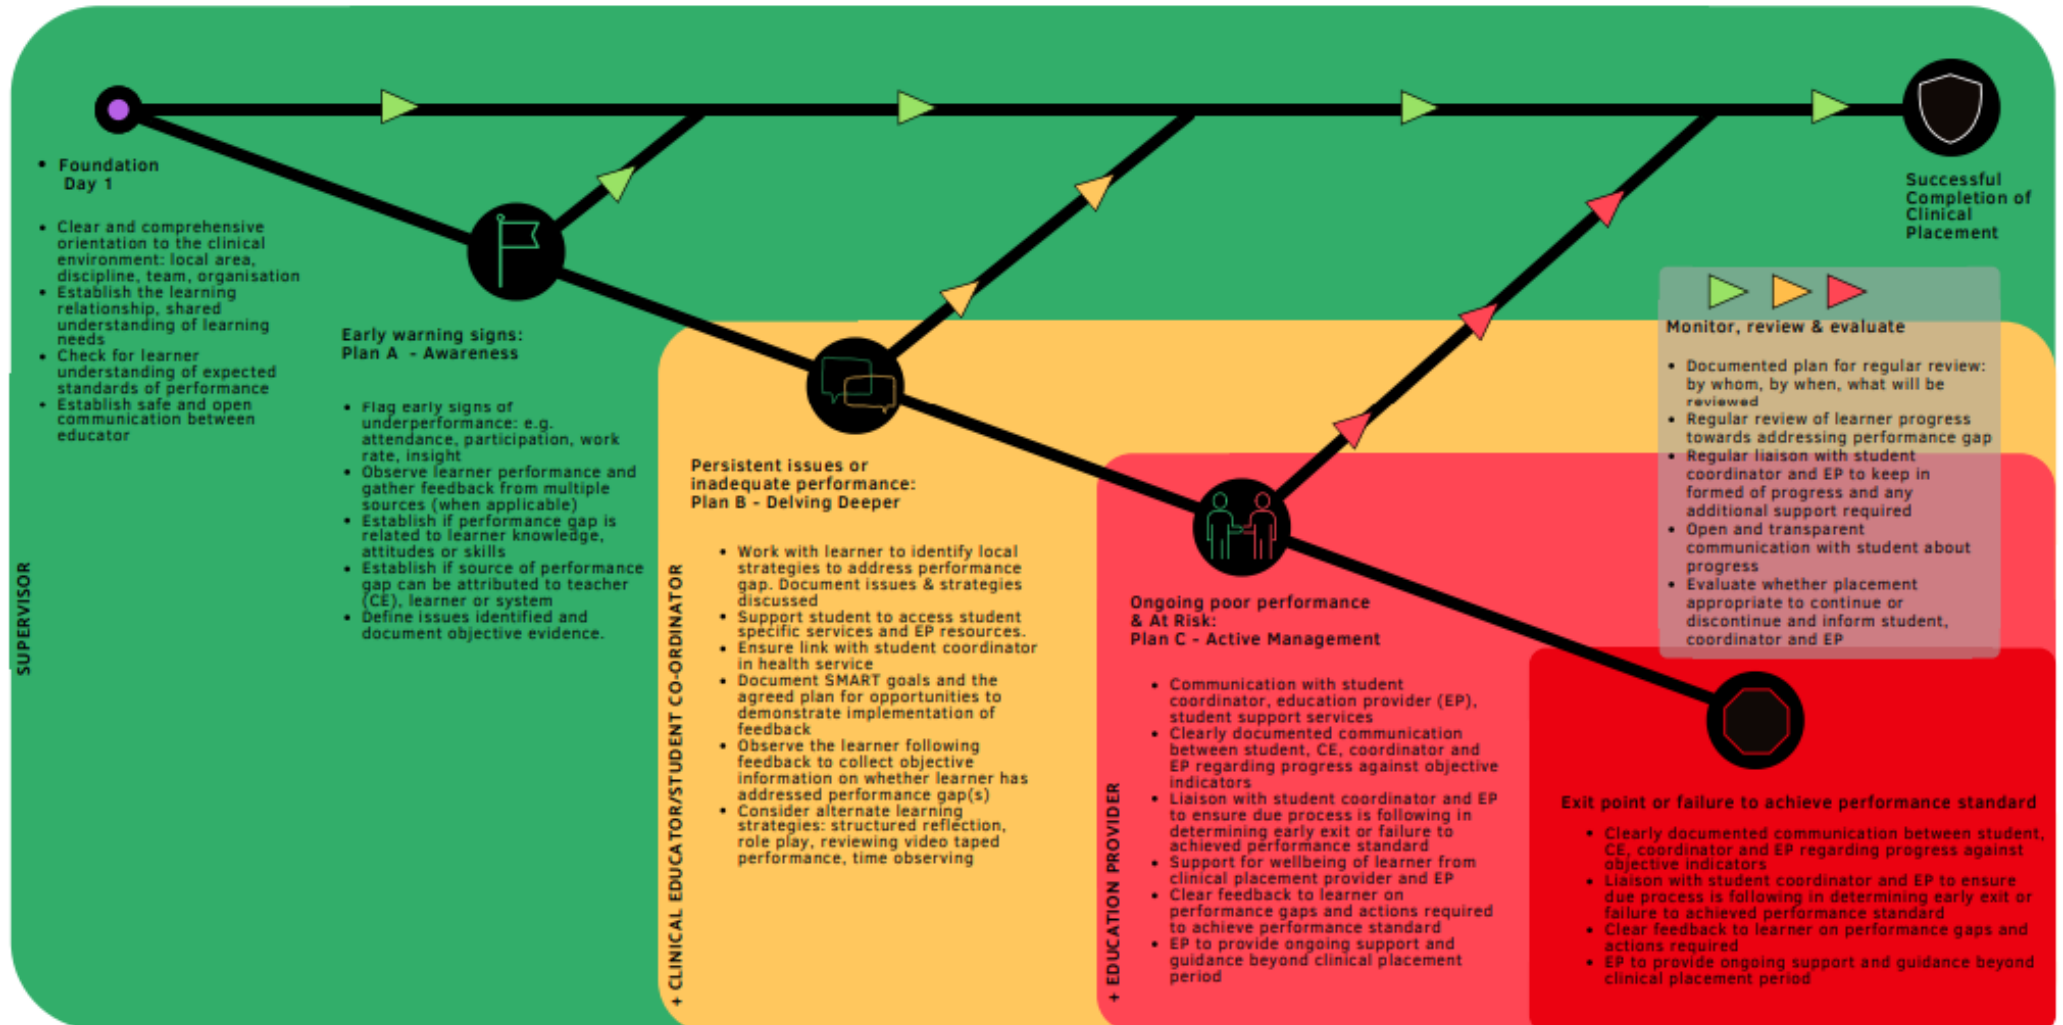 Foundation
Day 1
Clear and comprehensive
orientation to the clinical
environment: local area,
discipline, team, organisation
Establish the learning
relationship, shared
understanding of learning
needs
Check for learner
understanding of expected
standards of performance
Establish safe and open
communication between
educator
SUPERVISOR
Early warning signs:
Plan A - Awareness
Flag early signs of
underperformance: e.g.
attendance, participation, work
rate, insight
Observe learner performance and
gather feedback from multiple
sources (when applicable)
Establish if performance gap is
related to learner knowledge,
attitudes or skills
Establish if source of performance
gap can be attributed to teacher
(CE), learner or system
Define issues identified and
document objective evidence.
+ CLINICAL EDUCATOR/STUDENT CO-ORDINATOR
Persistent issues or
inadequate performance:
Plan B - Delving Deeper
Work with learner to identify local
strategies to address performance
gap. Document issues & strategies
discussed
Support student to access student
specific services and EP resources.
Ensure link with student coordinator
in health service
Document SMART goals and the
agreed plan for opportunities to
demonstrate implementation of
feedback
Observe the learner following
feedback to collect objective
information on whether learner has
addressed performance gap(s)
Consider alternate learning
strategies: structured reflection,
role play, reviewing video taped
performance, time observing
+ EDUCATION PROVIDER
Ongoing poor performance
& At Risk:
Plan C - Active Management
Communication with student
coordinator, education provider (EP),
student support services
Clearly documented communication
between student, CE, coordinator and
EP regarding progress against objective
indicators
Liaison with student coordinator and EP
to ensure due process is following in
determining early exit or failure to
achieved performance standard
Support for wellbeing of learner from
clinical placement provider and EP
Clear feedback to learner on
performance gaps and actions required
to achieve performance standard
EP to provide ongoing support and
guidance beyond clinical placement
period
Successful
Completion of
Clinical
Placement
Monitor, review & evaluate
Documented plan for regular review:
by whom, by when, what will be
reviewed
Regular review of learner progress
towards addressing performance gap
Regular liaison with student
coordinator and EP to keep in
formed of progress and any
additional support required
Open and transparent
communication with student about
progress
Evaluate whether placement
appropriate to continue or
discontinue and inform student,
coordinator and EP
Exit point or failure to achieve performance standard
Clearly documented communication between student,
CE, coordinator and EP regarding progress against
objective indicators
Liaison with student coordinator and EP to ensure
due process is following in determining early exit or
failure to achieved performance standard
Clear feedback to learner on performance gaps and
actions required
EP to provide ongoing support and guidance beyond
clinical placement period